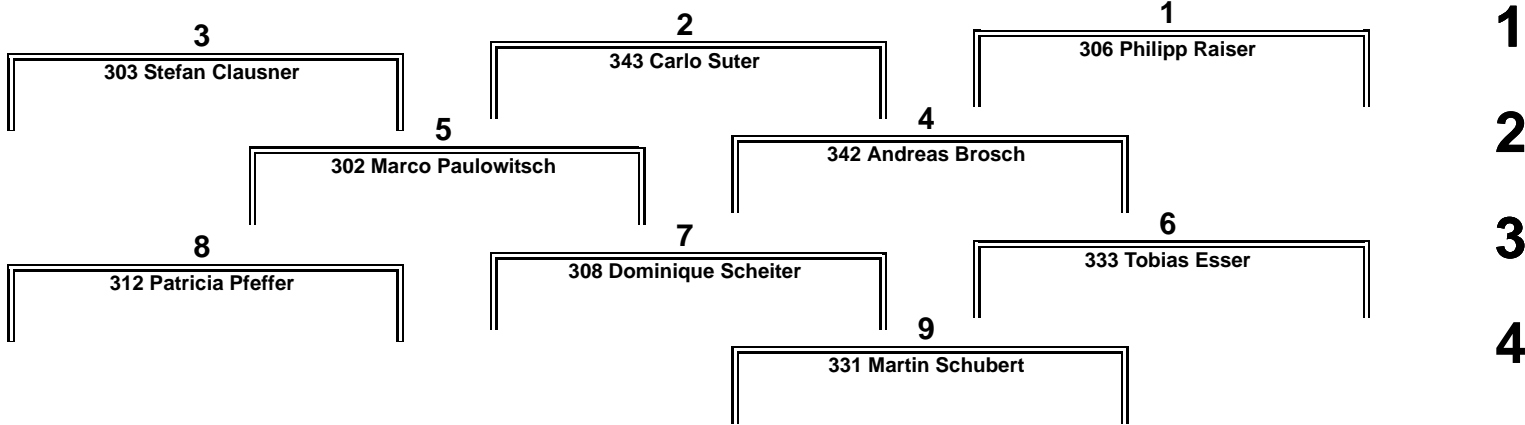 3 2 1 1
303 Stefan Clausner 343 Carlo Suter 306 Philipp Raiser
5 4 2
302 Marco Paulowitsch 342 Andreas Brosch
8 7 6 3
312 Patricia Pfeffer 308 Dominique Scheiter 333 Tobias Esser
9 4
331 Martin Schubert